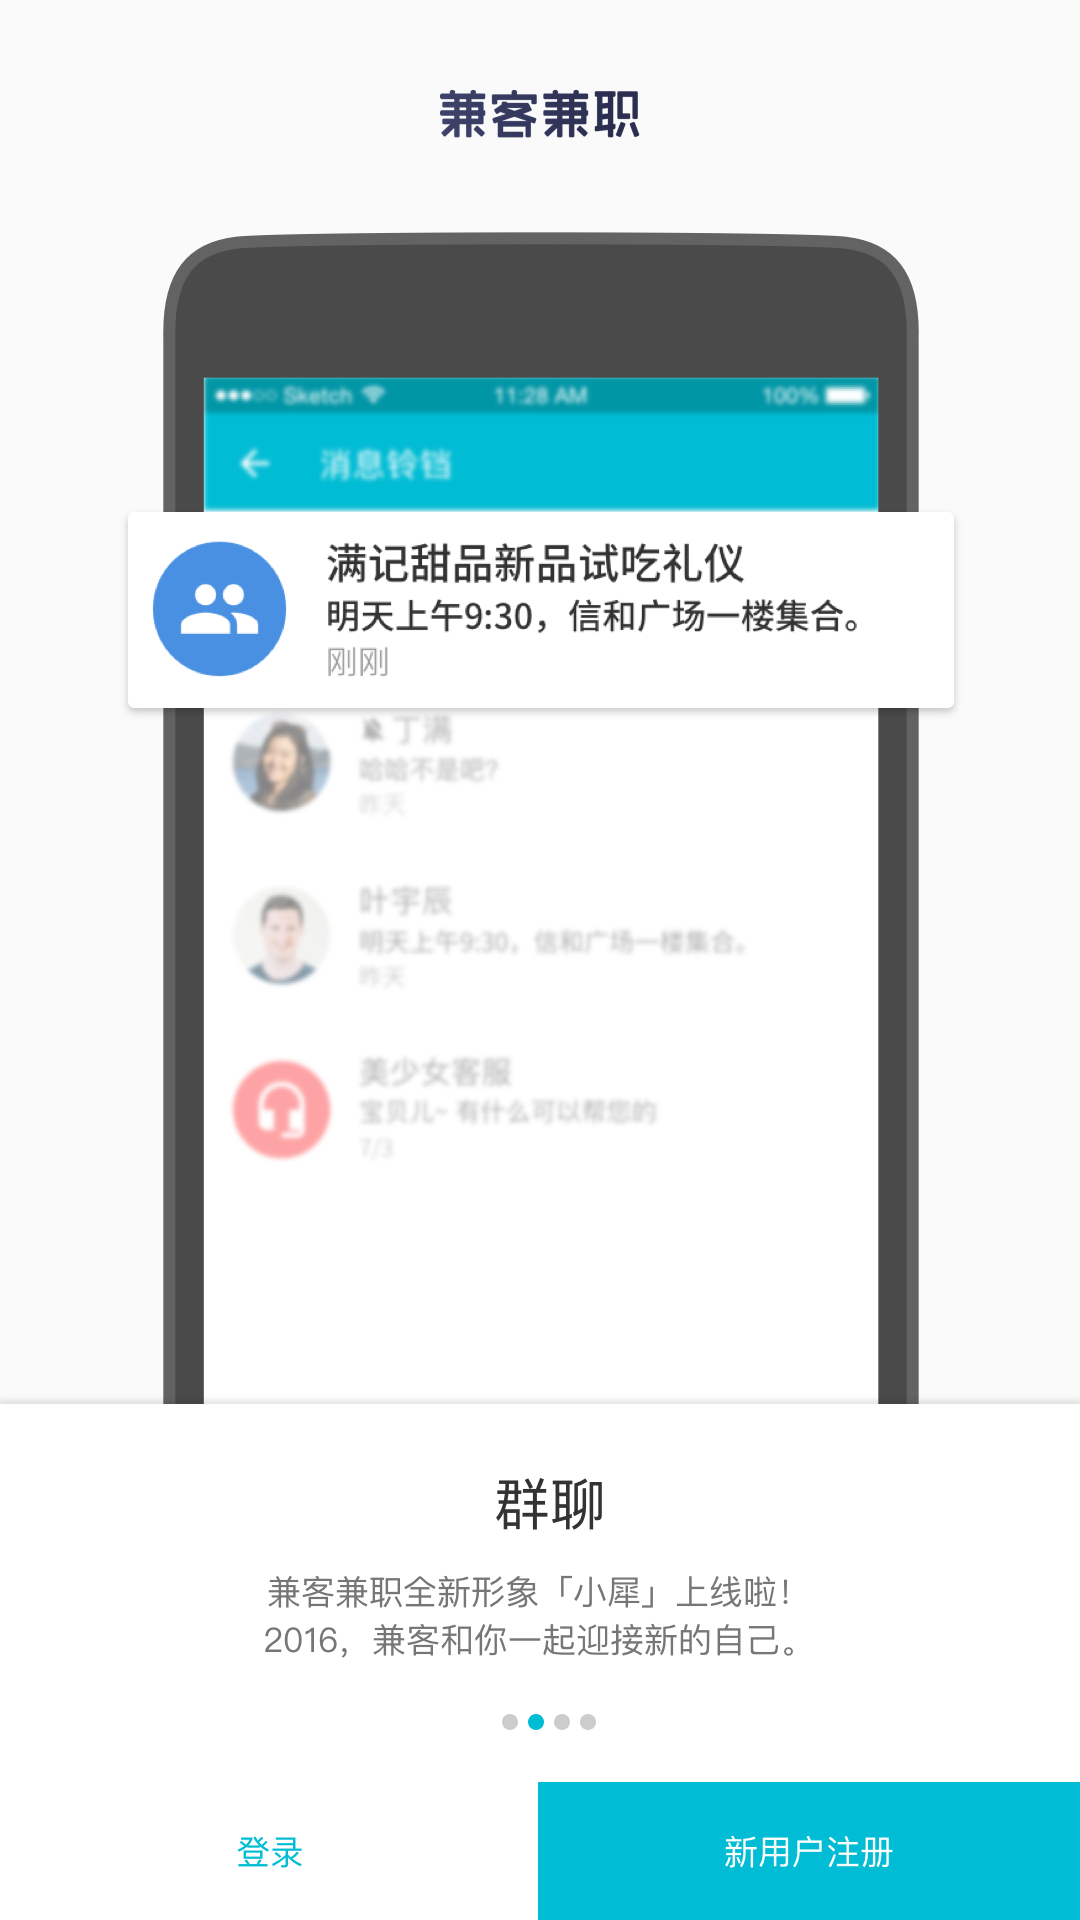 兼客兼职
Sketch 11:28 AM 100%
消息铃铛
满记甜品新品试吃礼仪
明天上午9:30，信和广场一楼集合。
刚刚
丁满
哈哈不是吧?
昨天
叶宇辰
明天上午9:30，信和广场一楼集合。
昨天
美少女客服
宝贝儿~ 有什么可以帮您的
7/3
群聊
兼客兼职全新形象「小犀」上线啦！
2016，兼客和你一起迎接新的自己。
登录
新用户注册